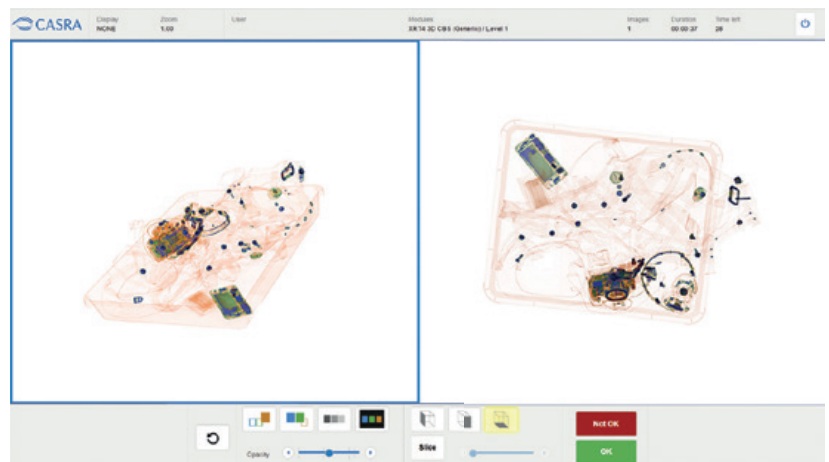 CASRA
Display
NONE
Zoom
1.00
User
Modules
Images
1
Duration
00:00:37
Time left
28
Opacity
Slice
Not OK
OK